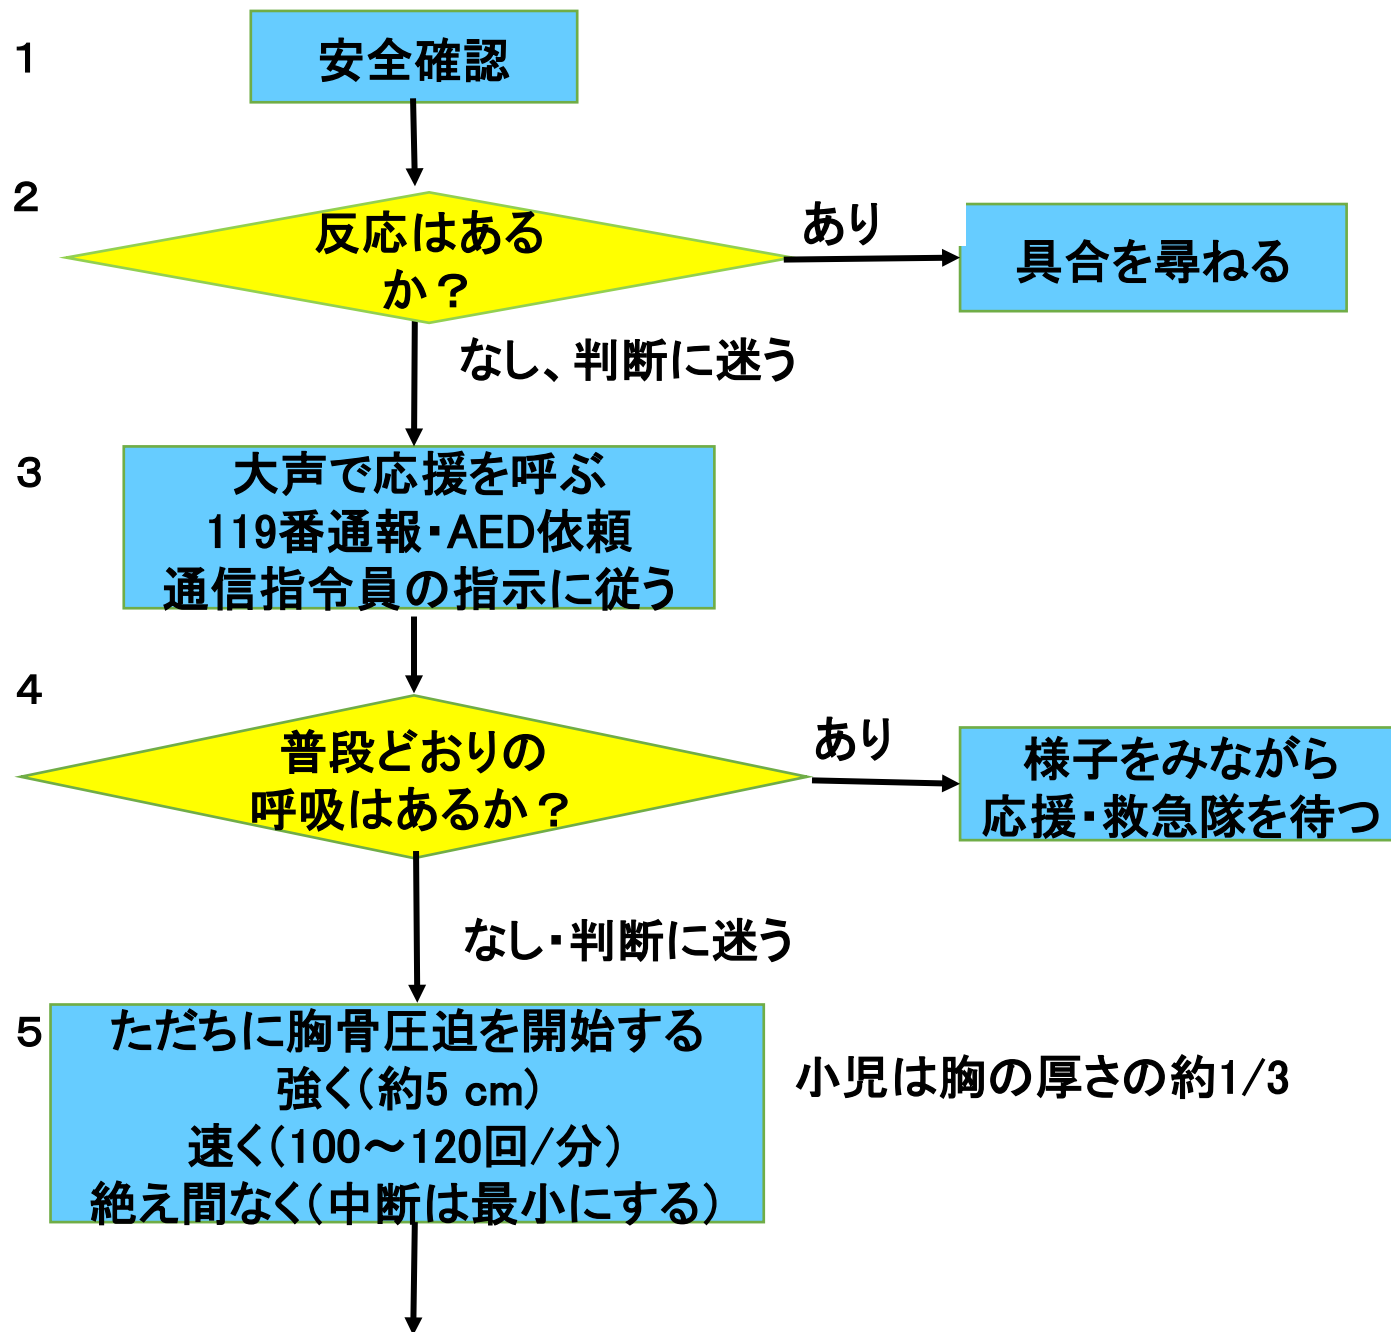 1
安全確認
2
反応はある
か？
あり
具合を尋ねる
なし、判断に迷う
3
大声で応援を呼ぶ
119番通報・AED依頼
通信指令員の指示に従う
4
普段どおりの
呼吸はあるか？
あり
様子をみながら
応援・救急隊を待つ
なし・判断に迷う
5
ただちに胸骨圧迫を開始する
強く(約5 cm)
速く(100～120回/分)
絶え間なく(中断は最小にする)
小児は胸の厚さの約1/3